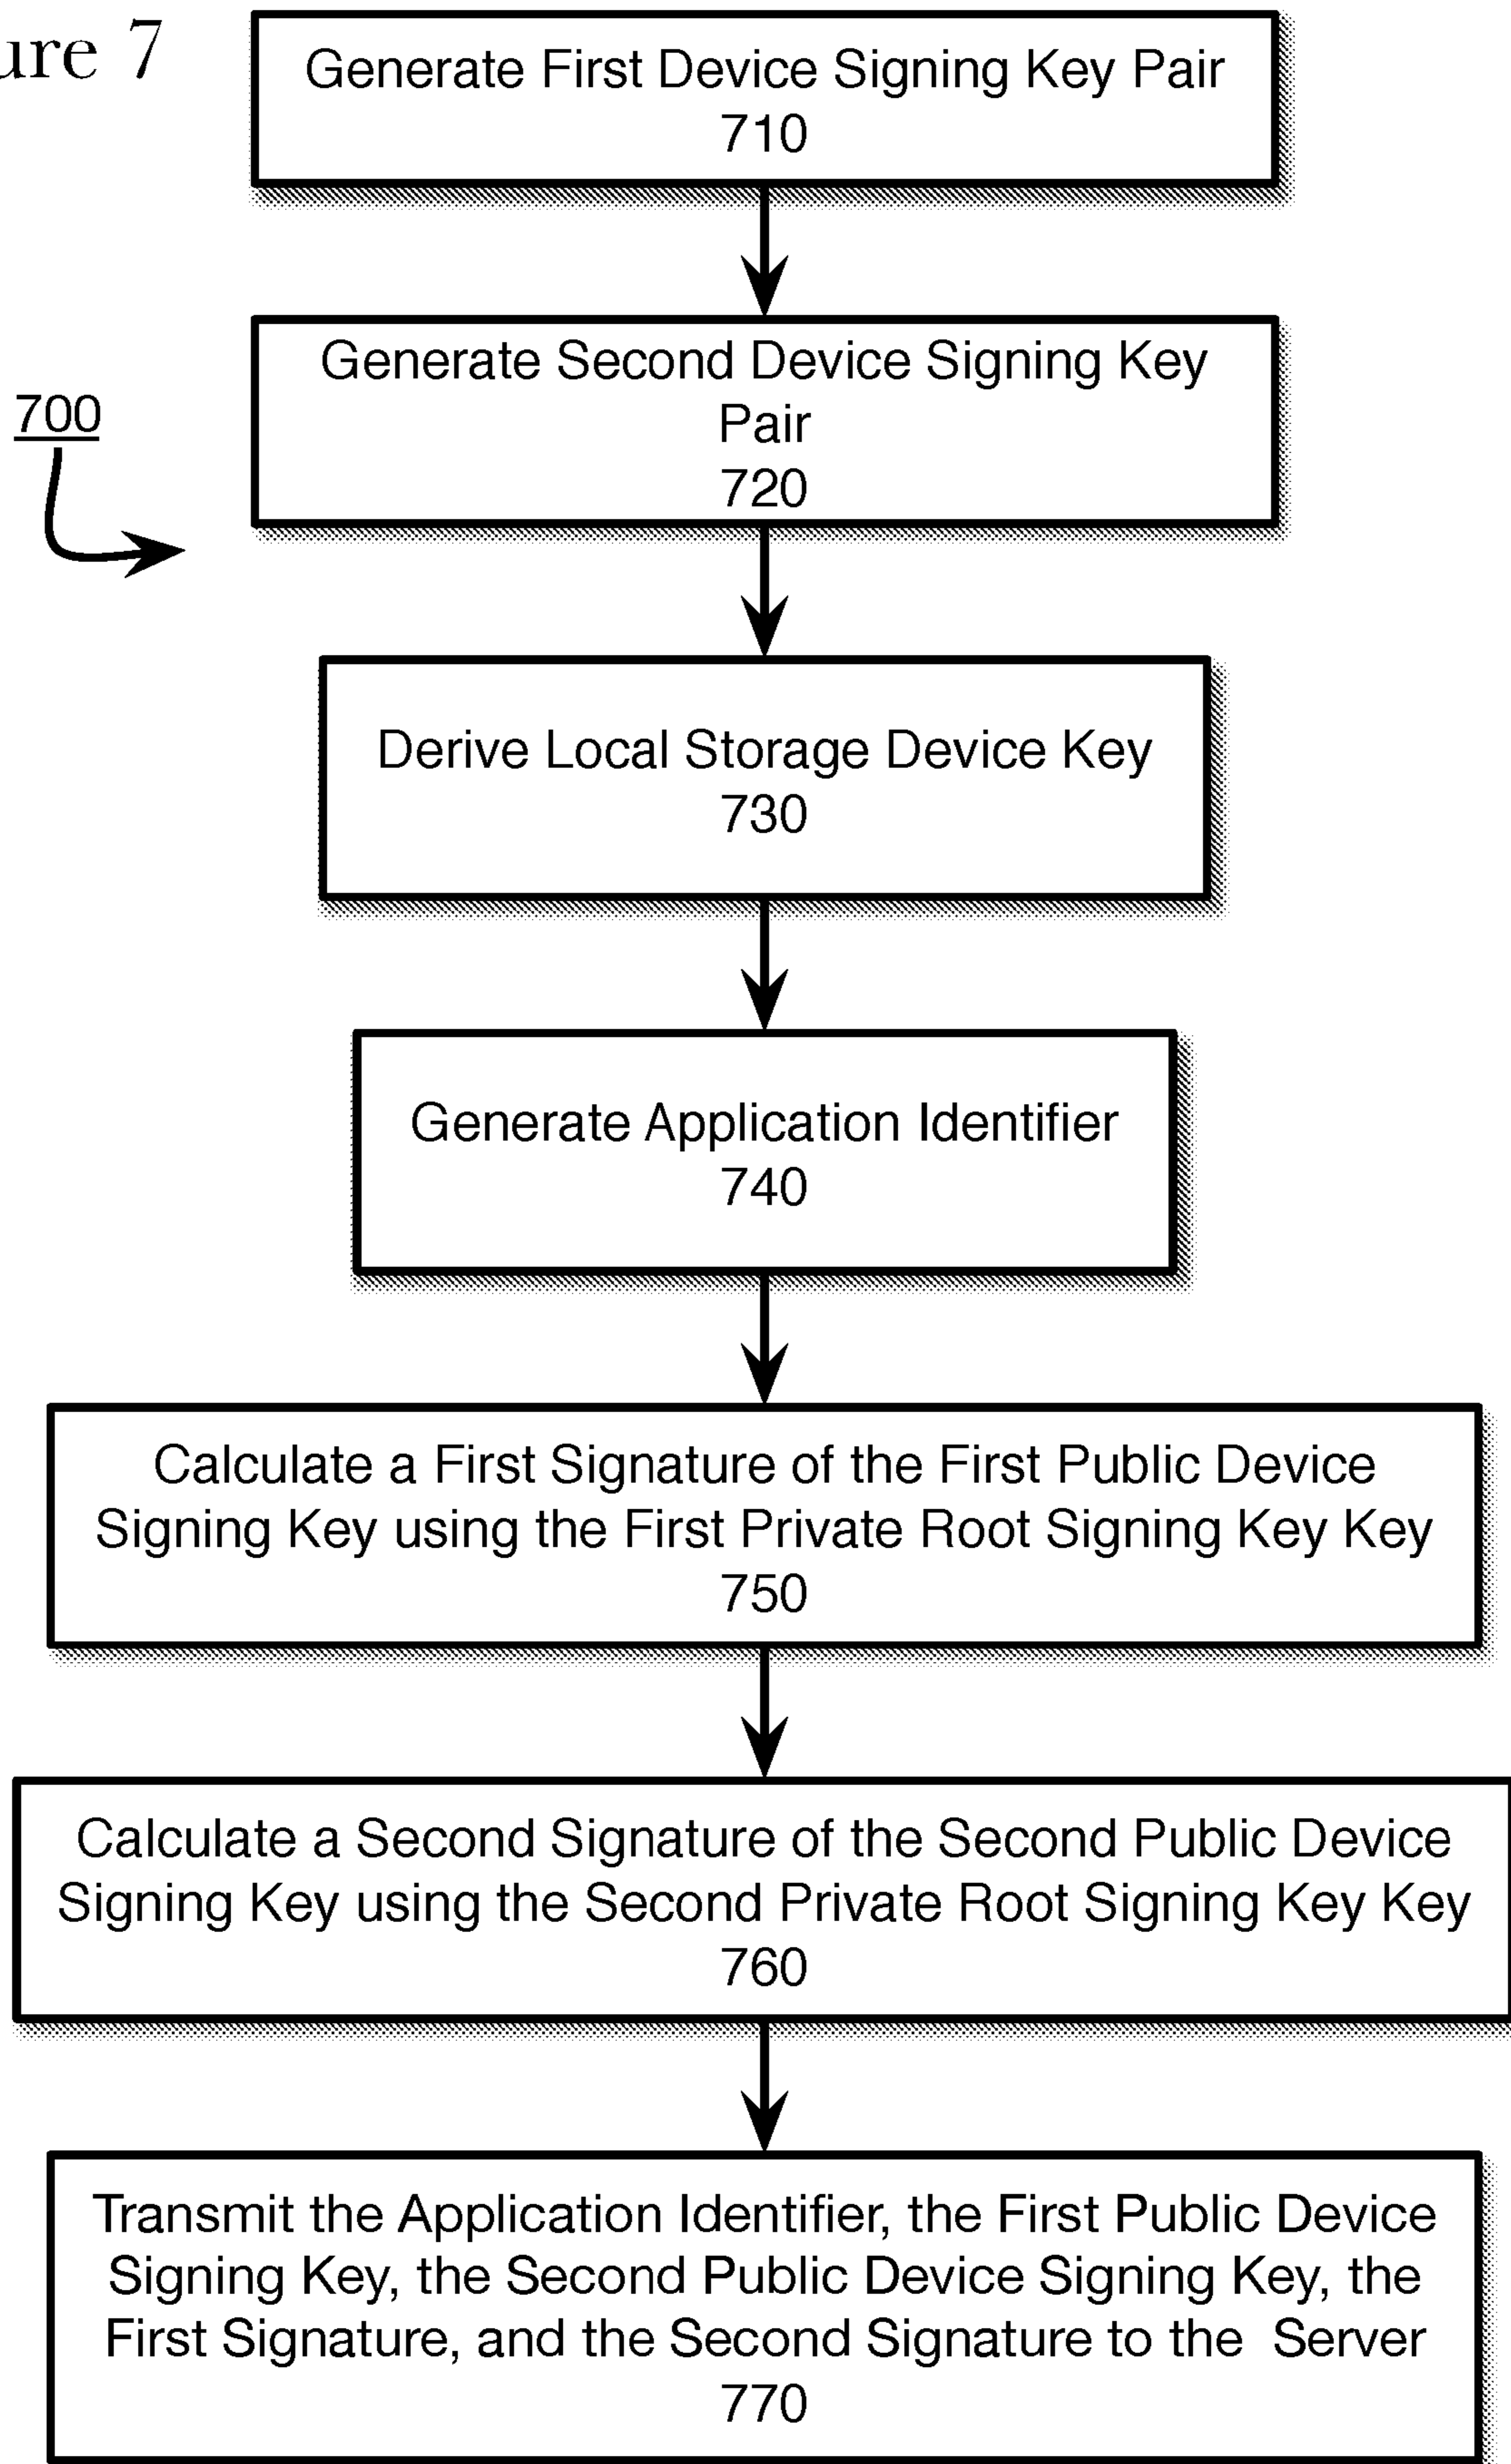 ure 7
Generate First Device Signing Key Pair
710
Generate Second Device Signing Key
Pair
720
700
Derive Local Storage Device Key
730
Generate Application Identifier
740
Calculate a First Signature of the First Public Device
Signing Key using the First Private Root Signing Key Key
750
Calculate a Second Signature of the Second Public Device
Signing Key using the Second Private Root Signing Key Key
760
Transmit the Application Identifier, the First Public Device
Signing Key, the Second Public Device Signing Key, the
First Signature, and the Second Signature to the Server
770